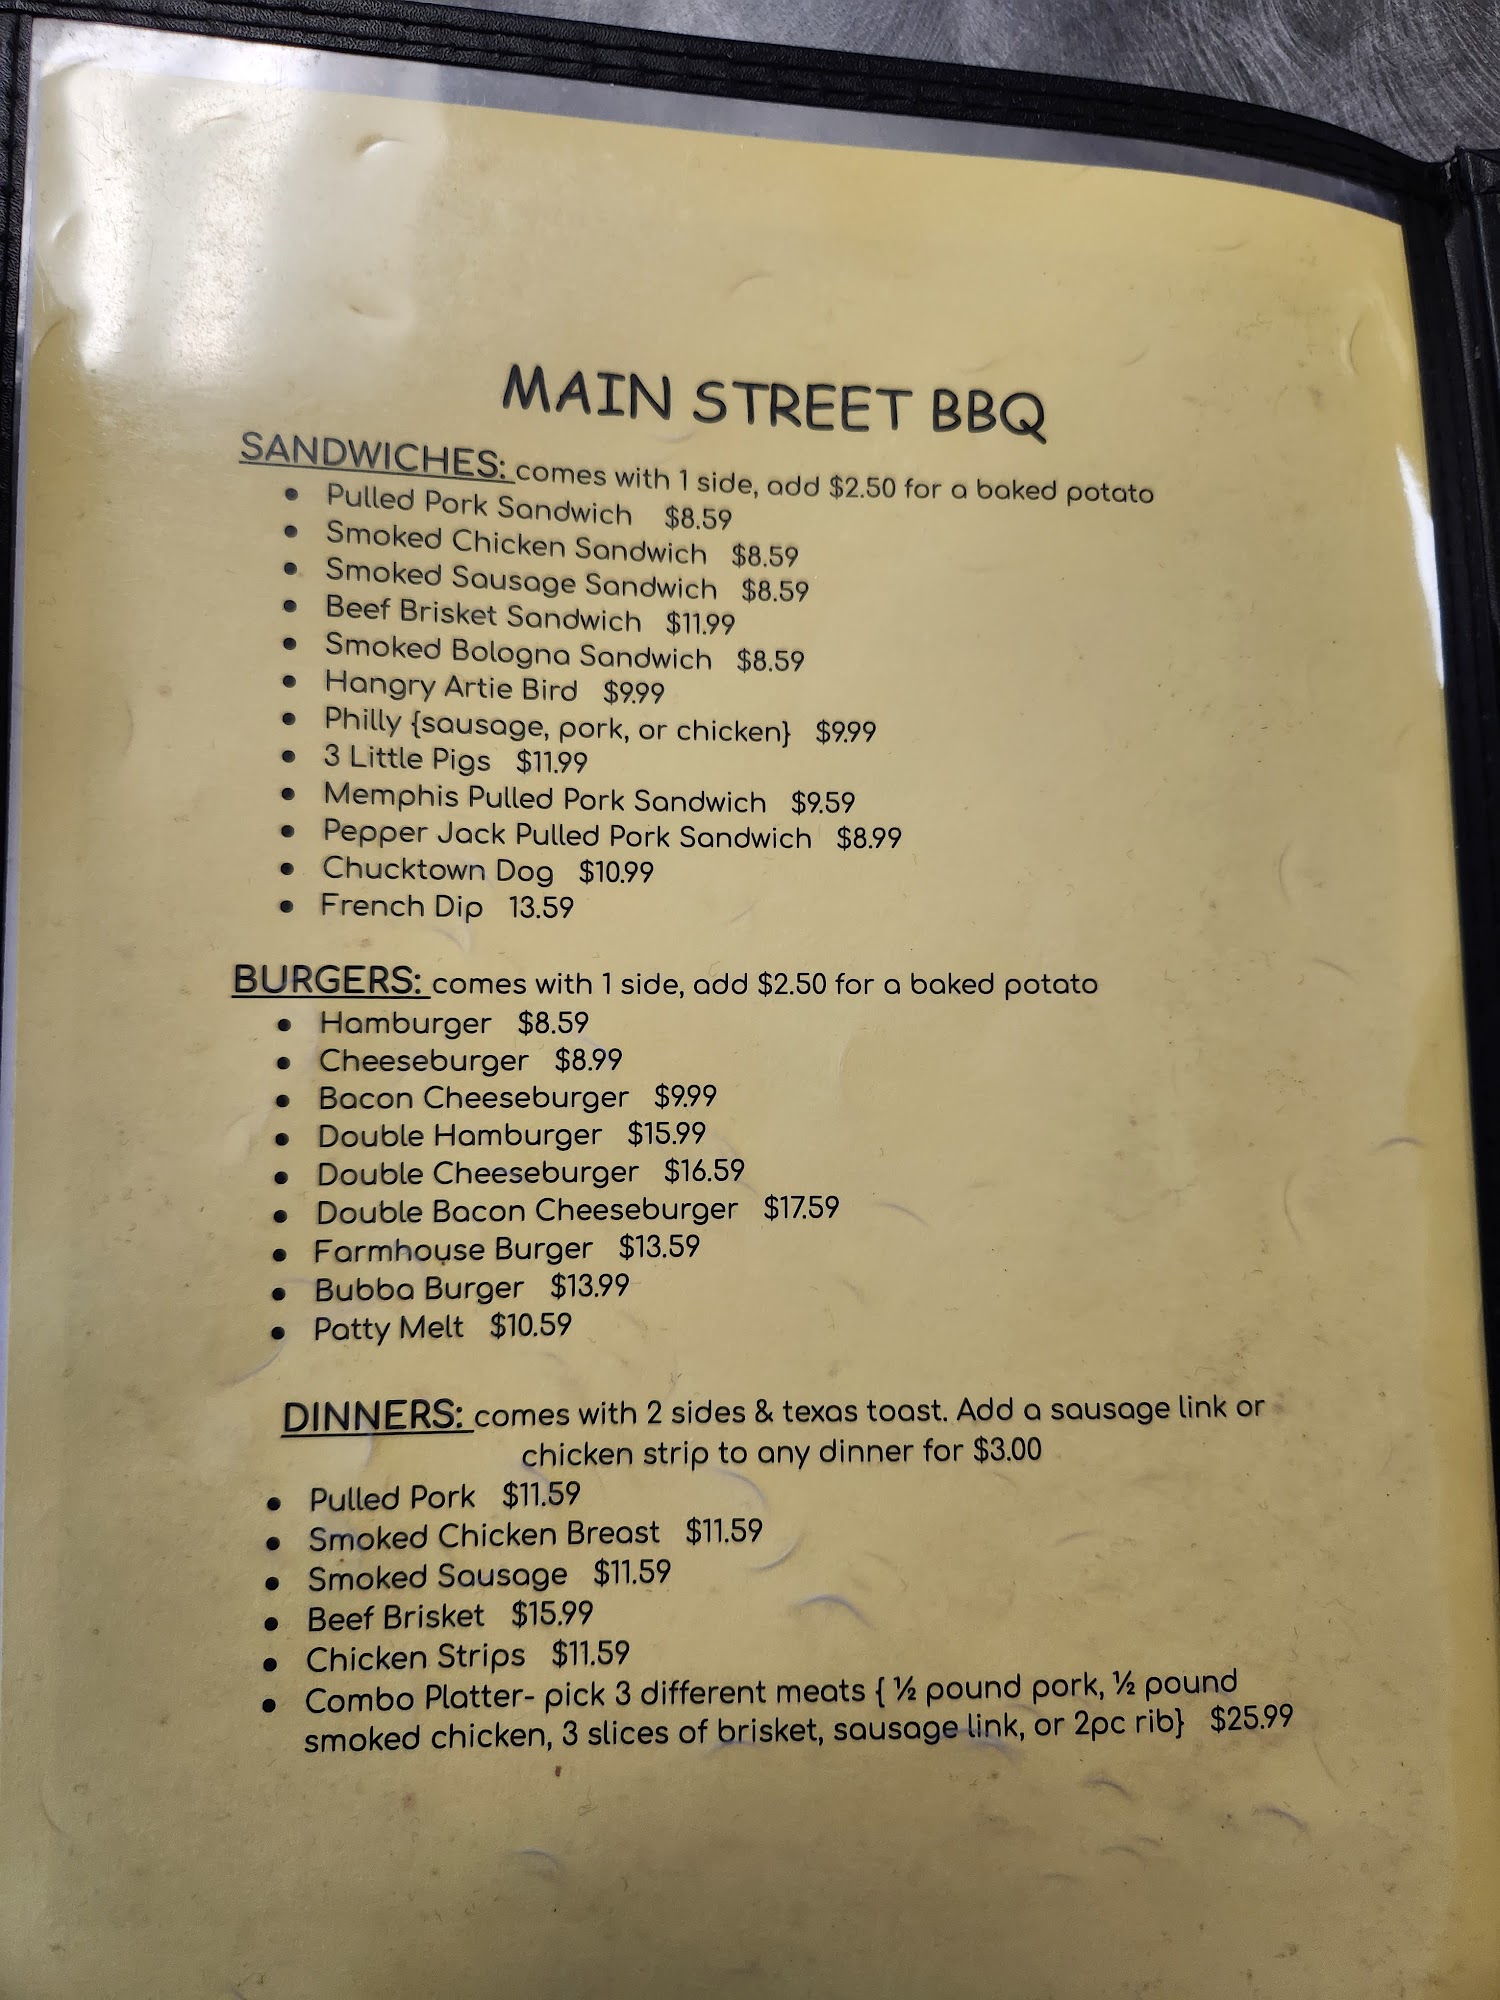 MAIN STREET BBQ
SANDWICHES: comes with 1 side, add $2.50 for a baked potato
• Pulled Pork Sandwich $8.59
• Smoked Chicken Sandwich $8.59
• Smoked Sausage Sandwich $8.59
• Beef Brisket Sandwich $11.99
• Smoked Bologna Sandwich $8.59
• Hangry Artie Bird $9.99
• Philly {sausage, pork, or chicken} $9.99
• 3 Little Pigs $11.99
• Memphis Pulled Pork Sandwich $9.59
• Pepper Jack Pulled Pork Sandwich $8.99
• Chucktown Dog $10.99
• French Dip 13.59
BURGERS: comes with 1 side, add $2.50 for a baked potato
• Hamburger $8.59
• Cheeseburger $8.99
• Bacon Cheeseburger $9.99
• Double Hamburger $15.99
• Double Cheeseburger $16.59
• Double Bacon Cheeseburger $17.59
• Farmhouse Burger $13.59
• Bubba Burger $13.99
• Patty Melt $10.59
DINNERS: comes with 2 sides & texas toast. Add a sausage link or
chicken strip to any dinner for $3.00
• Pulled Pork $11.59
• Smoked Chicken Breast $11.59
• Smoked Sausage $11.59
• Beef Brisket $15.99
• Chicken Strips $11.59
• Combo Platter- pick 3 different meats { ½ pound pork, ½ pound
smoked chicken, 3 slices of brisket, sausage link, or 2pc rib} $25.99